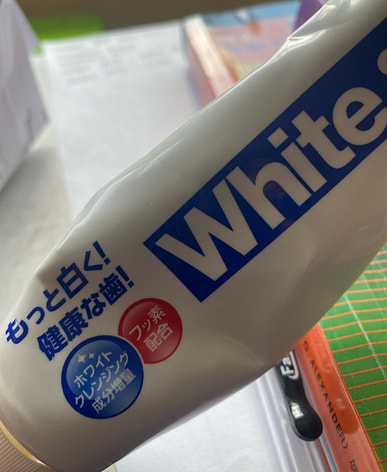 White
もっと白く!
健康な歯!
フッ素
配合
ホワイト
クレンジング
成分増量
ALEXANDER